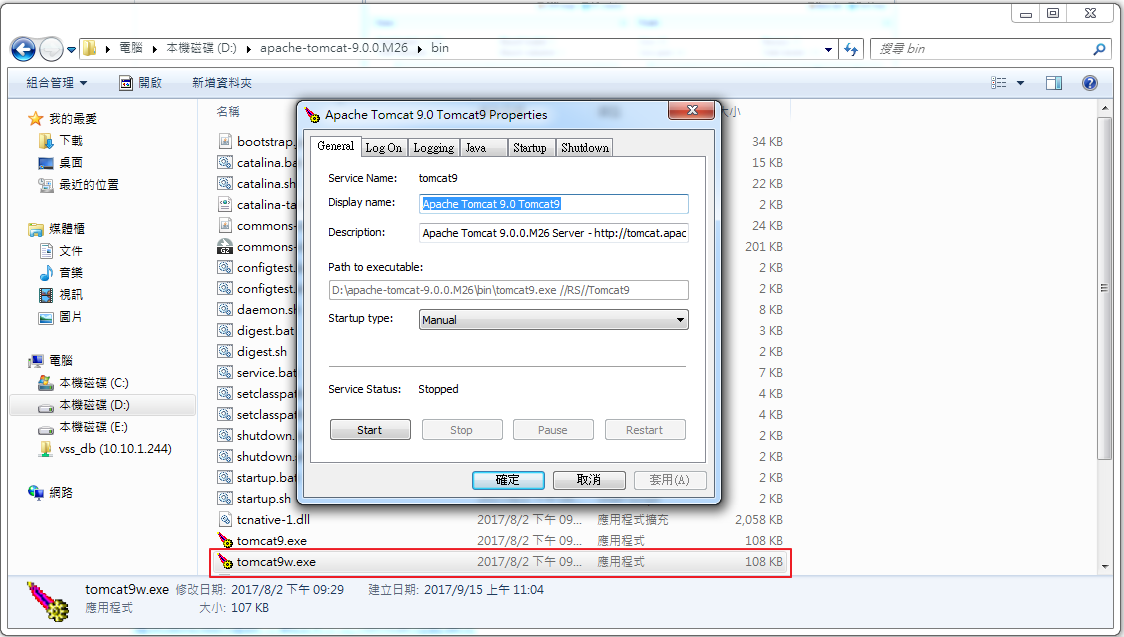 電腦 本機磁碟 (D:) apache-tomcat-9.0.0.M26 bin
搜尋 bin
組合管理 開啟 新增資料夾
我的最愛
下載
桌面
最近的位置
媒體櫃
文件
音樂
視訊
圖片
電腦
本機磁碟 (C:)
本機磁碟 (D:)
本機磁碟 (E:)
vss_db (10.10.1.244)
網路
名稱
bootstrap. 34 KB
catalina.ba 15 KB
catalina.sh 22 KB
catalina-ta 2 KB
commons- 24 KB
commons- 201 KB
configtest. 2 KB
configtest. 2 KB
daemon.sh 8 KB
digest.bat 3 KB
digest.sh 2 KB
service.bat 7 KB
setclasspat 4 KB
setclasspat 4 KB
shutdown. 2 KB
shutdown. 2 KB
startup.bat 2 KB
startup.sh 2 KB
tcnative-1.dll 2017/8/2 下午 09... 應用程式擴充 2,058 KB
tomcat9.exe 2017/8/2 下午 09... 應用程式 108 KB
tomcat9w.exe 2017/8/2 下午 09... 應用程式 108 KB
Apache Tomcat 9.0 Tomcat9 Properties
General Log On Logging Java Startup Shutdown
Service Name: tomcat9
Display name: Apache Tomcat 9.0 Tomcat9
Description: Apache Tomcat 9.0.0.M26 Server - http://tomcat.apac
Path to executable:
D:\apache-tomcat-9.0.0.M26\bin\tomcat9.exe //RS//Tomcat9
Startup type: Manual
Service Status: Stopped
Start Stop Pause Restart
確定 取消 套用(A)
tomcat9w.exe 修改日期: 2017/8/2 下午 09:29 建立日期: 2017/9/15 上午 11:04
應用程式 大小: 107 KB